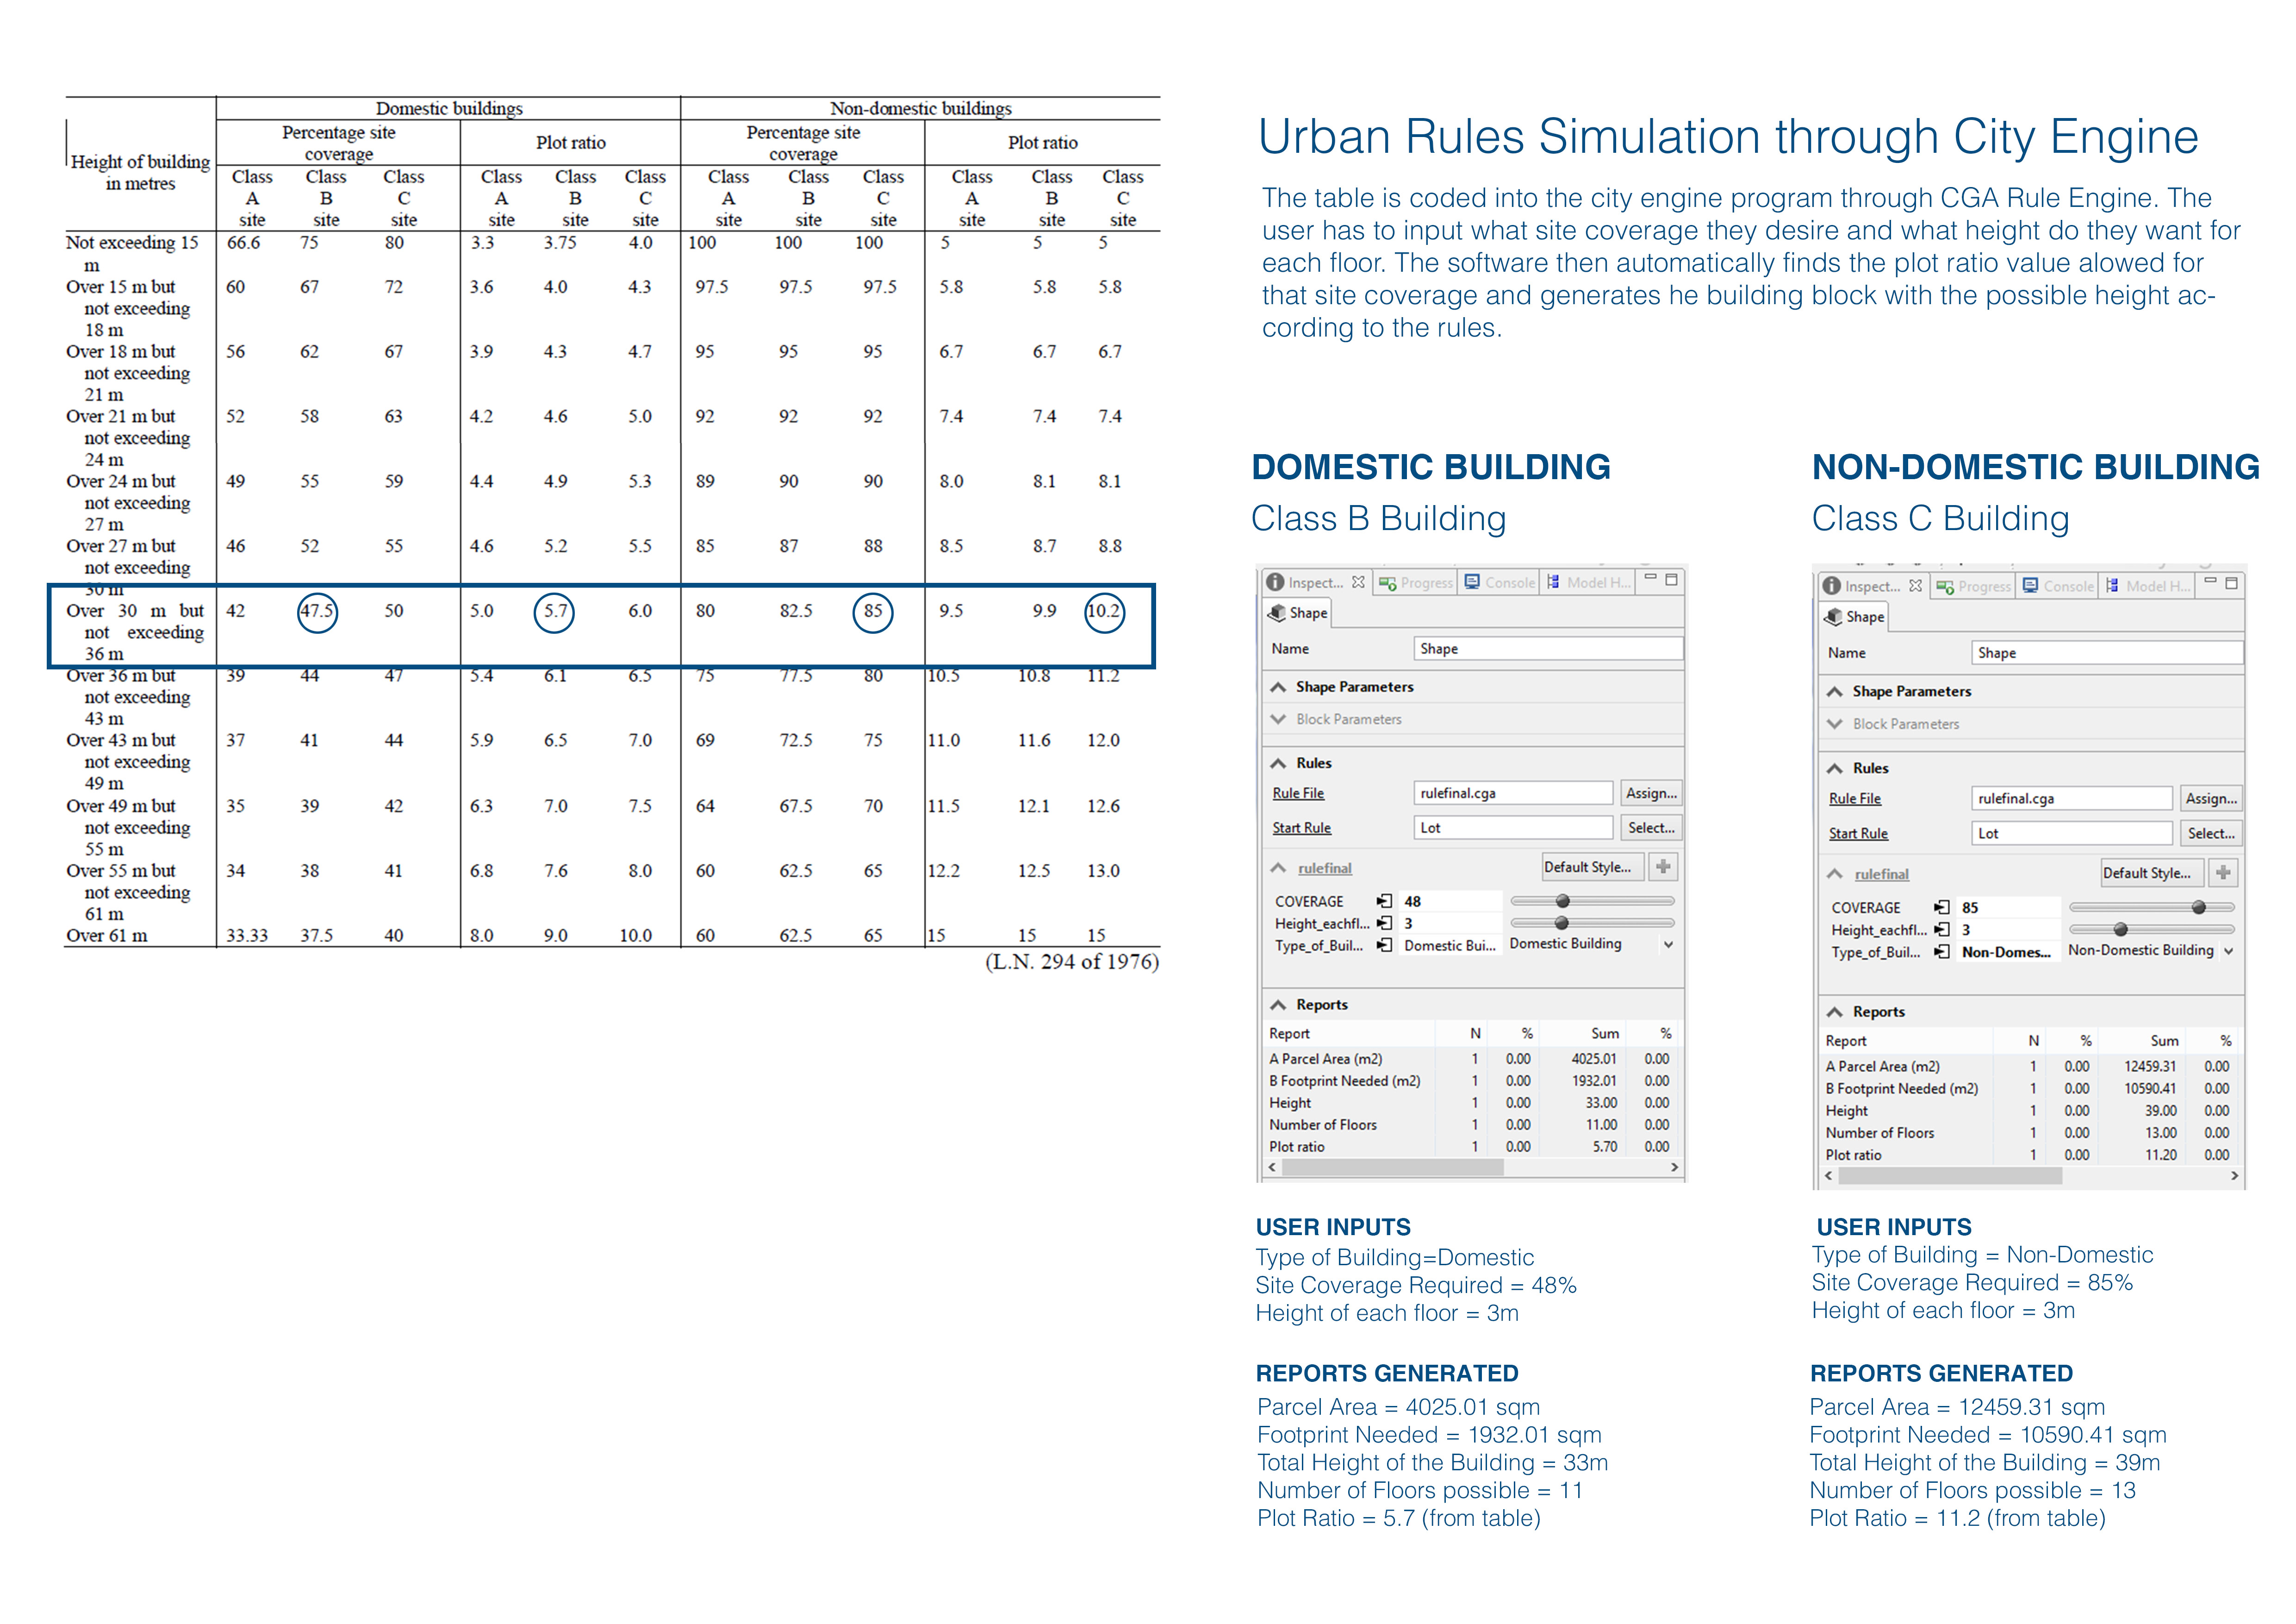 Domestic buildings Non-domestic buildings
Percentage site coverage Plot ratio Percentage site coverage Plot ratio
Height of building in metres
Class A site Class B site Class C site Class A site Class B site Class C site Class A site Class B site Class C site Class A site Class B site Class C site
Not exceeding 15 m 66.6 75 80 3.3 3.75 4.0 100 100 100 5 5 5
Over 15 m but not exceeding 18 m 60 67 72 3.6 4.0 4.3 97.5 97.5 97.5 5.8 5.8 5.8
Over 18 m but not exceeding 21 m 56 62 67 3.9 4.3 4.7 95 95 95 6.7 6.7 6.7
Over 21 m but not exceeding 24 m 52 58 63 4.2 4.6 5.0 92 92 92 7.4 7.4 7.4
Over 24 m but not exceeding 27 m 49 55 59 4.4 4.9 5.3 89 90 90 8.0 8.1 8.1
Over 27 m but not exceeding 30 m 46 52 55 4.6 5.2 5.5 85 87 88 8.5 8.7 8.8
Over 30 m but not exceeding 36 m 42 47.5 50 5.0 5.7 6.0 80 82.5 85 9.5 9.9 10.2
Over 36 m but not exceeding 43 m 39 44 47 5.4 6.1 6.5 75 77.5 80 10.5 10.8 11.2
Over 43 m but not exceeding 49 m 37 41 44 5.9 6.5 7.0 69 72.5 75 11.0 11.6 12.0
Over 49 m but not exceeding 55 m 35 39 42 6.3 7.0 7.5 64 67.5 70 11.5 12.1 12.6
Over 55 m but not exceeding 61 m 34 38 41 6.8 7.6 8.0 60 62.5 65 12.2 12.5 13.0
Over 61 m 33.33 37.5 40 8.0 9.0 10.0 60 62.5 65 15 15 15
(L.N. 294 of 1976)
Urban Rules Simulation through City Engine
The table is coded into the city engine program through CGA Rule Engine. The
user has to input what site coverage they desire and what height do they want for
each floor. The software then automatically finds the plot ratio value alowed for
that site coverage and generates he building block with the possible height ac-
cording to the rules.
DOMESTIC BUILDING
Class B Building
Inspect... Progress Console Model H...
Shape
Name Shape
Shape Parameters
Block Parameters
Rules
Rule File rulefinal.cga Assign...
Start Rule Lot Select...
rulefinal Default Style...
COVERAGE 48
Height_eachfl... 3
Type_of_Buil... Domestic Bui... Domestic Building
Reports
Report N % Sum %
A Parcel Area (m2) 1 0.00 4025.01 0.00
B Footprint Needed (m2) 1 0.00 1932.01 0.00
Height 1 0.00 33.00 0.00
Number of Floors 1 0.00 11.00 0.00
Plot ratio 1 0.00 5.70 0.00
USER INPUTS
Type of Building=Domestic
Site Coverage Required = 48%
Height of each floor = 3m
REPORTS GENERATED
Parcel Area = 4025.01 sqm
Footprint Needed = 1932.01 sqm
Total Height of the Building = 33m
Number of Floors possible = 11
Plot Ratio = 5.7 (from table)
NON-DOMESTIC BUILDING
Class C Building
Inspect... Progress Console Model H...
Shape
Name Shape
Shape Parameters
Block Parameters
Rules
Rule File rulefinal.cga Assign...
Start Rule Lot Select...
rulefinal Default Style...
COVERAGE 85
Height_eachfl... 3
Type_of_Buil... Non-Domes... Non-Domestic Building
Reports
Report N % Sum %
A Parcel Area (m2) 1 0.00 12459.31 0.00
B Footprint Needed (m2) 1 0.00 10590.41 0.00
Height 1 0.00 39.00 0.00
Number of Floors 1 0.00 13.00 0.00
Plot ratio 1 0.00 11.20 0.00
USER INPUTS
Type of Building = Non-Domestic
Site Coverage Required = 85%
Height of each floor = 3m
REPORTS GENERATED
Parcel Area = 12459.31 sqm
Footprint Needed = 10590.41 sqm
Total Height of the Building = 39m
Number of Floors possible = 13
Plot Ratio = 11.2 (from table)